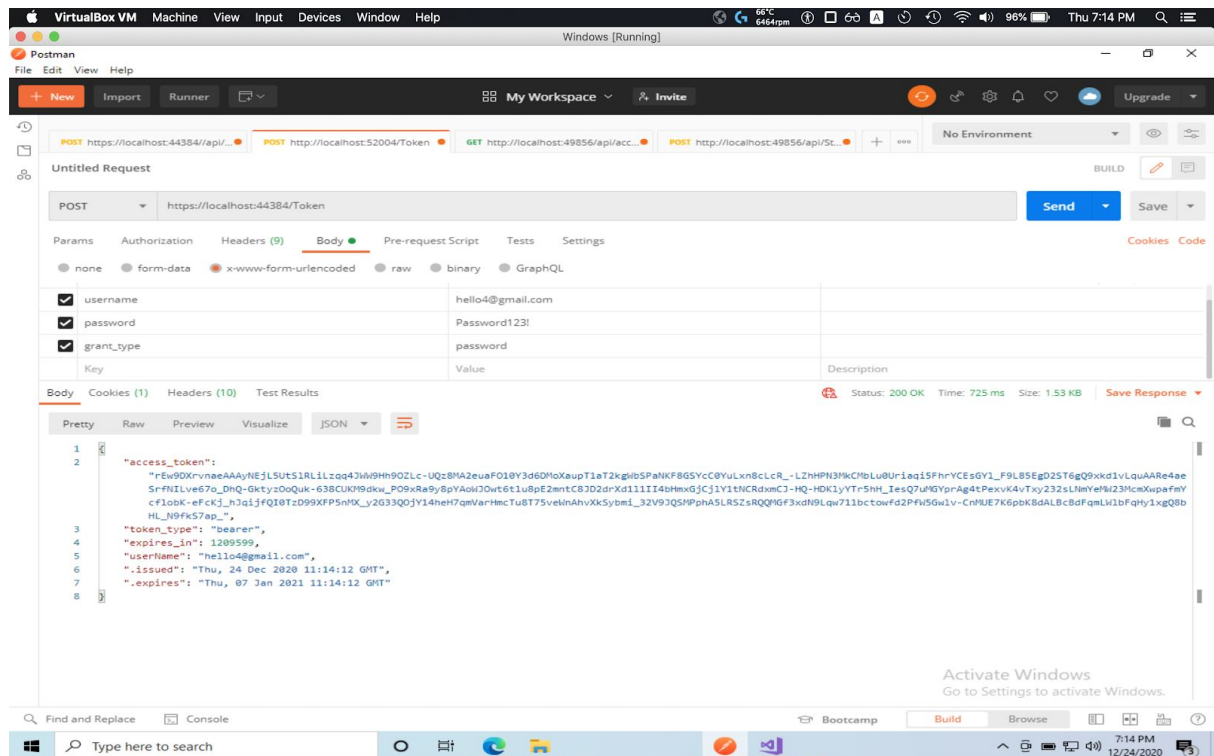 VirtualBox VM Machine View Input Devices Window Help 66°C 6464rpm A 96% Thu 7:14 PM
Windows [Running]
Postman
File Edit View Help
+ New Import Runner My Workspace Invite Upgrade
POST https://localhost:44384//api/... POST http://localhost:52004/Token GET http://localhost:49856/api/acc... POST http://localhost:49856/api/St... No Environment
Untitled Request BUILD
POST https://localhost:44384/Token Send Save
Params Authorization Headers (9) Body Pre-request Script Tests Settings Cookies Code
none form-data x-www-form-urlencoded raw binary GraphQL
username hello4@gmail.com
password Password123!
grant_type password
Key Value Description
Body Cookies (1) Headers (10) Test Results Status: 200 OK Time: 725 ms Size: 1.53 KB Save Response
Pretty Raw Preview Visualize JSON
1 {
2 "access_token":
3 "token_type": "bearer",
4 "expires_in": 1209599,
5 "userName": "hello4@gmail.com",
6 ".issued": "Thu, 24 Dec 2020 11:14:12 GMT",
7 ".expires": "Thu, 07 Jan 2021 11:14:12 GMT"
8 }
Activate Windows
Go to Settings to activate Windows.
Find and Replace Console Bootcamp Build Browse
Type here to search 7:14 PM
12/24/2020